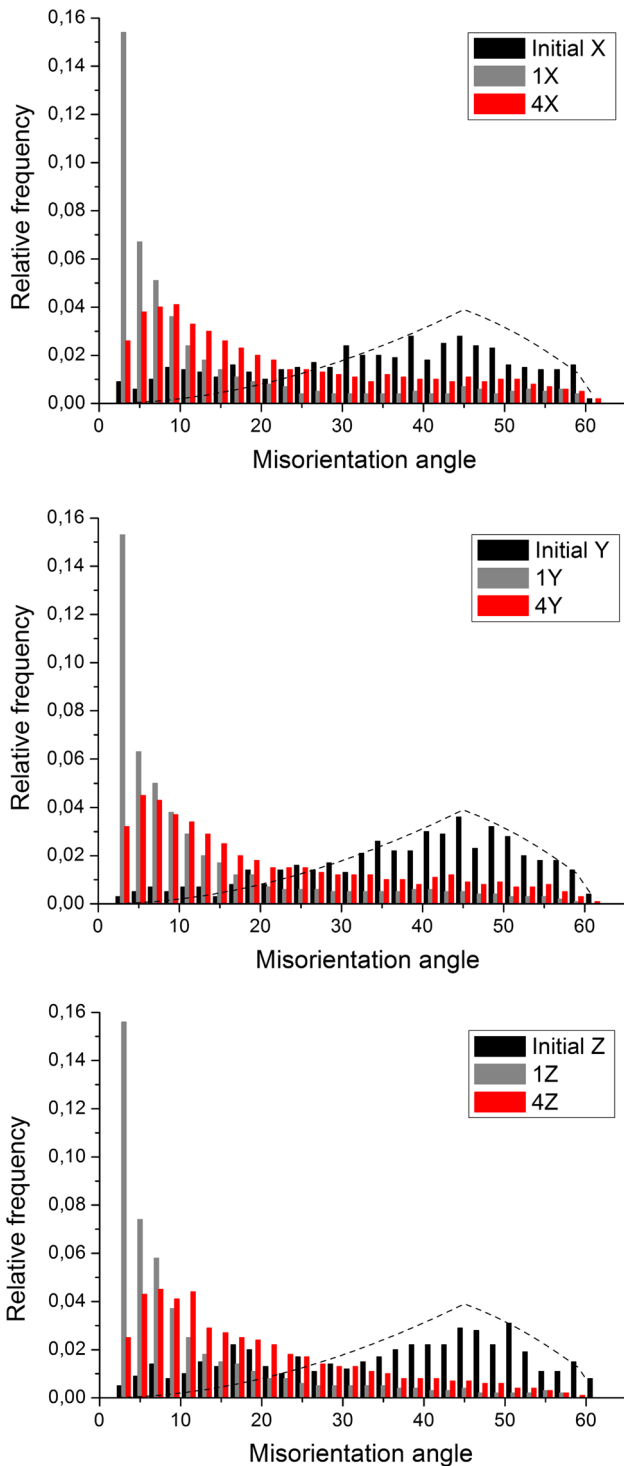 0,16
0,14
0,12
0,10
0,08
0,06
0,04
0,02
0,00
Relative frequency
Initial X
1X
4X
0 10 20 30 40 50 60
Misorientation angle
0,16
0,14
0,12
0,10
0,08
0,06
0,04
0,02
0,00
Relative frequency
Initial Y
1Y
4Y
0 10 20 30 40 50 60
Misorientation angle
0,16
0,14
0,12
0,10
0,08
0,06
0,04
0,02
0,00
Relative frequency
Initial Z
1Z
4Z
0 10 20 30 40 50 60
Misorientation angle